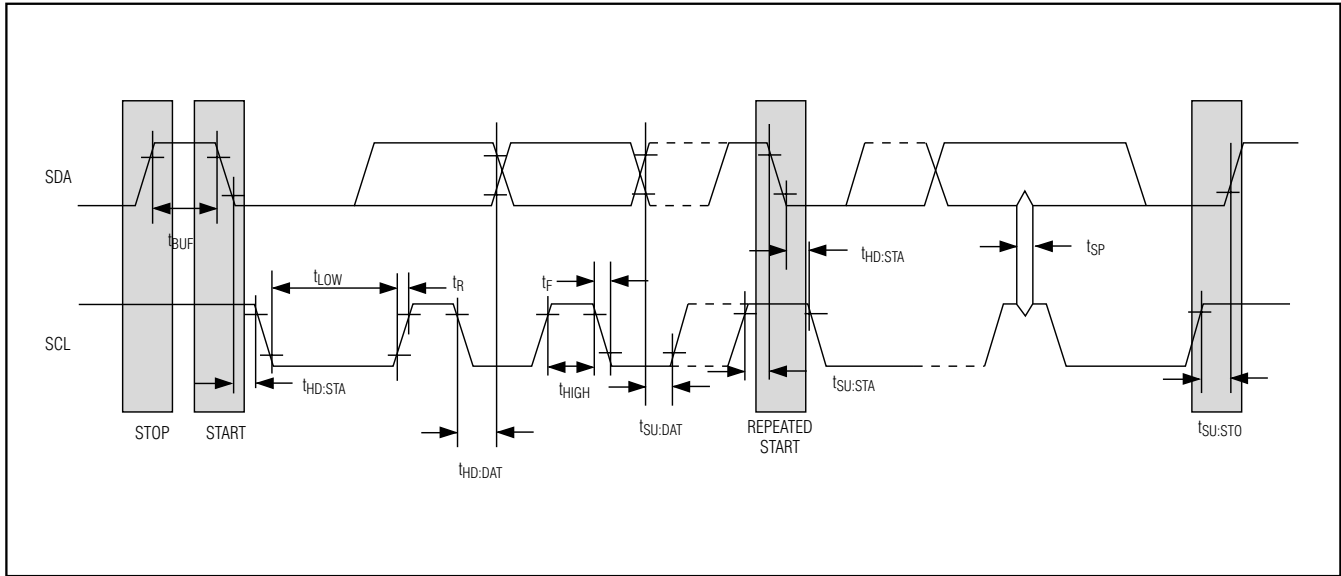 SDA
tBUF
tLOW
tR
tF
tHD:STA
tSP
SCL
tHD:STA
tHIGH
tSU:DAT
tSU:STA
tSU:STO
STOP
START
REPEATED
START
tHD:DAT